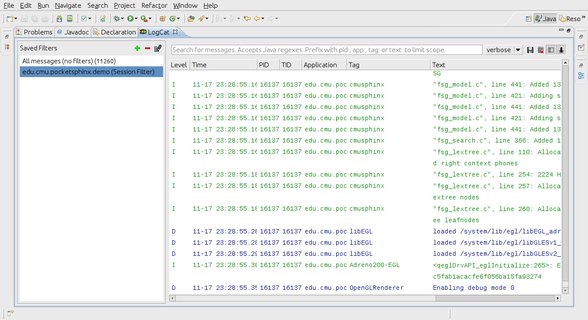 Edit Run Navigate Search Project Refactor Window Help
Java Reso
Problems Javadoc Declaration LogCat
Saved Filters
Search for messages. Accepts Java regexes. Prefix with pid:, app:, tag: or text: to limit scope. verbose
All messages (no filters) (11260)
edu.cmu.pocketsphinx.demo (Session Filter)
Level Time PID TID Application Tag Text
SG
I 11-17 23:28:55.1 16137 16137 edu.cmu.poc cmusphinx "fsg_model.c", line 441: Added 13
I 11-17 23:28:55.1 16137 16137 edu.cmu.poc cmusphinx "fsg_model.c", line 421: Adding s
I 11-17 23:28:55.1 16137 16137 edu.cmu.poc cmusphinx "fsg_model.c", line 441: Added 13
I 11-17 23:28:55.1 16137 16137 edu.cmu.poc cmusphinx "fsg_model.c", line 421: Adding s
I 11-17 23:28:55.1 16137 16137 edu.cmu.poc cmusphinx "fsg_model.c", line 441: Added 13
I 11-17 23:28:55.1 16137 16137 edu.cmu.poc cmusphinx "fsg_search.c", line 366: Added 1
I 11-17 23:28:55.1 16137 16137 edu.cmu.poc cmusphinx "fsg_lextree.c", line 110: Alloca
d right context phones
I 11-17 23:28:55.1 16137 16137 edu.cmu.poc cmusphinx "fsg_lextree.c", line 254: 2224 H
I 11-17 23:28:55.1 16137 16137 edu.cmu.poc cmusphinx "fsg_lextree.c", line 257: Alloca
extree nodes
I 11-17 23:28:55.1 16137 16137 edu.cmu.poc cmusphinx "fsg_lextree.c", line 260: Alloca
ee leafnodes
D 11-17 23:28:55.2 16137 16137 edu.cmu.poc libEGL loaded /system/lib/egl/libEGL_adr
D 11-17 23:28:55.2 16137 16137 edu.cmu.poc libEGL loaded /system/lib/egl/libGLESv1_
D 11-17 23:28:55.2 16137 16137 edu.cmu.poc libEGL loaded /system/lib/egl/libGLESv2_
I 11-17 23:28:55.3 16137 16137 edu.cmu.poc Adreno200-EGL <qeglDrvAPI_eglInitialize:265>: E
c5fab1acacfe6f056ba15fa93274
D 11-17 23:28:55.3 16137 16137 edu.cmu.poc OpenGLRenderer Enabling debug mode 0